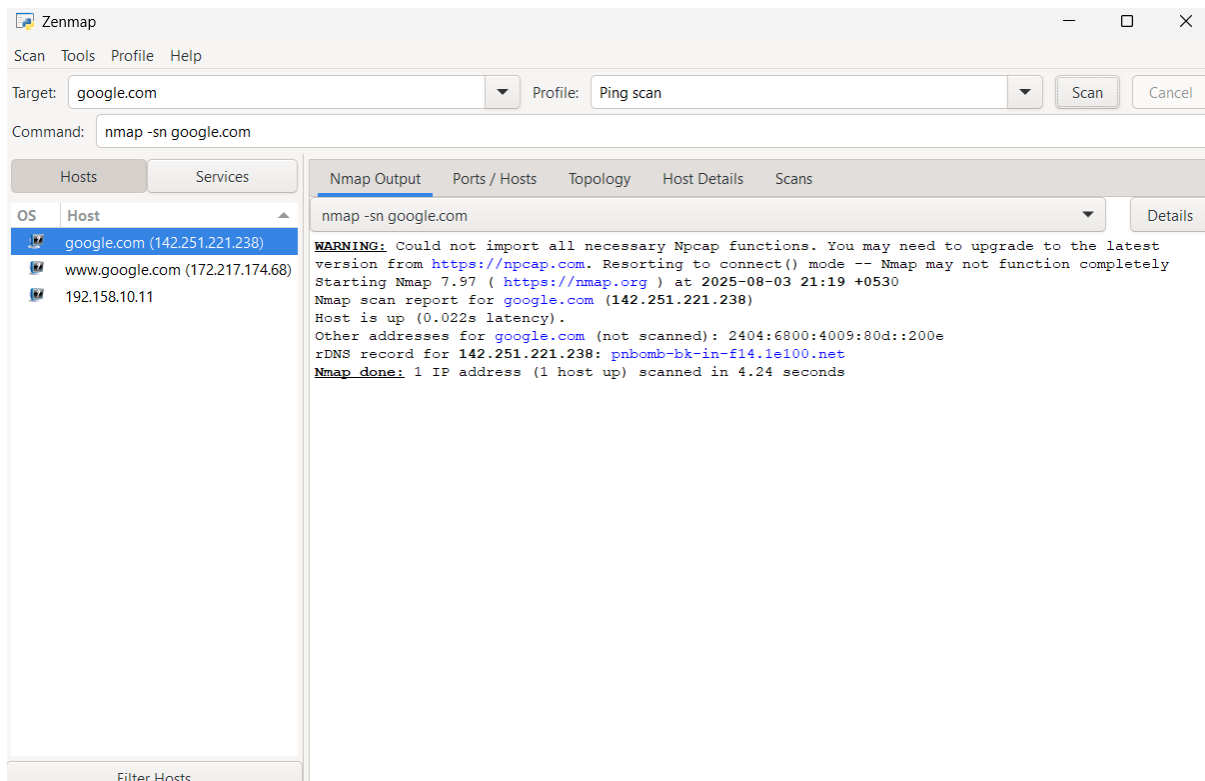 Zenmap
Scan Tools Profile Help
Target: google.com Profile: Ping scan Scan Cancel
Command: nmap -sn google.com
Hosts Services
Nmap Output Ports / Hosts Topology Host Details Scans
OS Host
nmap -sn google.com Details
google.com (142.251.221.238)
www.google.com (172.217.174.68)
192.158.10.11
WARNING: Could not import all necessary Npcap functions. You may need to upgrade to the latest
version from https://npcap.com. Resorting to connect() mode -- Nmap may not function completely
Starting Nmap 7.97 ( https://nmap.org ) at 2025-08-03 21:19 +0530
Nmap scan report for google.com (142.251.221.238)
Host is up (0.022s latency).
Other addresses for google.com (not scanned): 2404:6800:4009:80d::200e
rDNS record for 142.251.221.238: pnbomb-bk-in-f14.1e100.net
Nmap done: 1 IP address (1 host up) scanned in 4.24 seconds
Filter Hosts